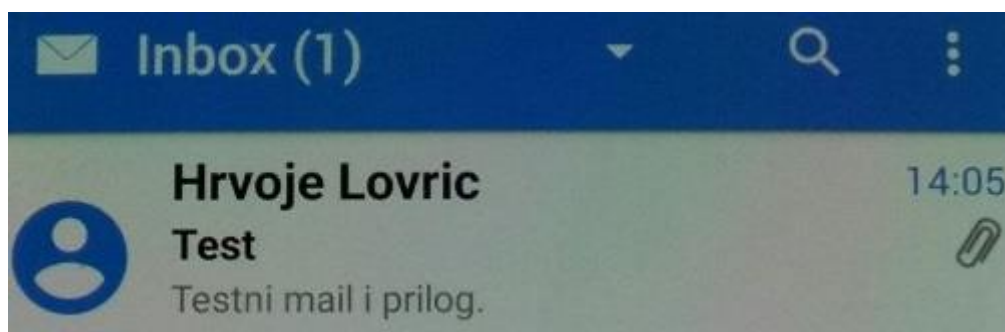 Inbox (1)
Hrvoje Lovric
14:05
Test
Testni mail i prilog.